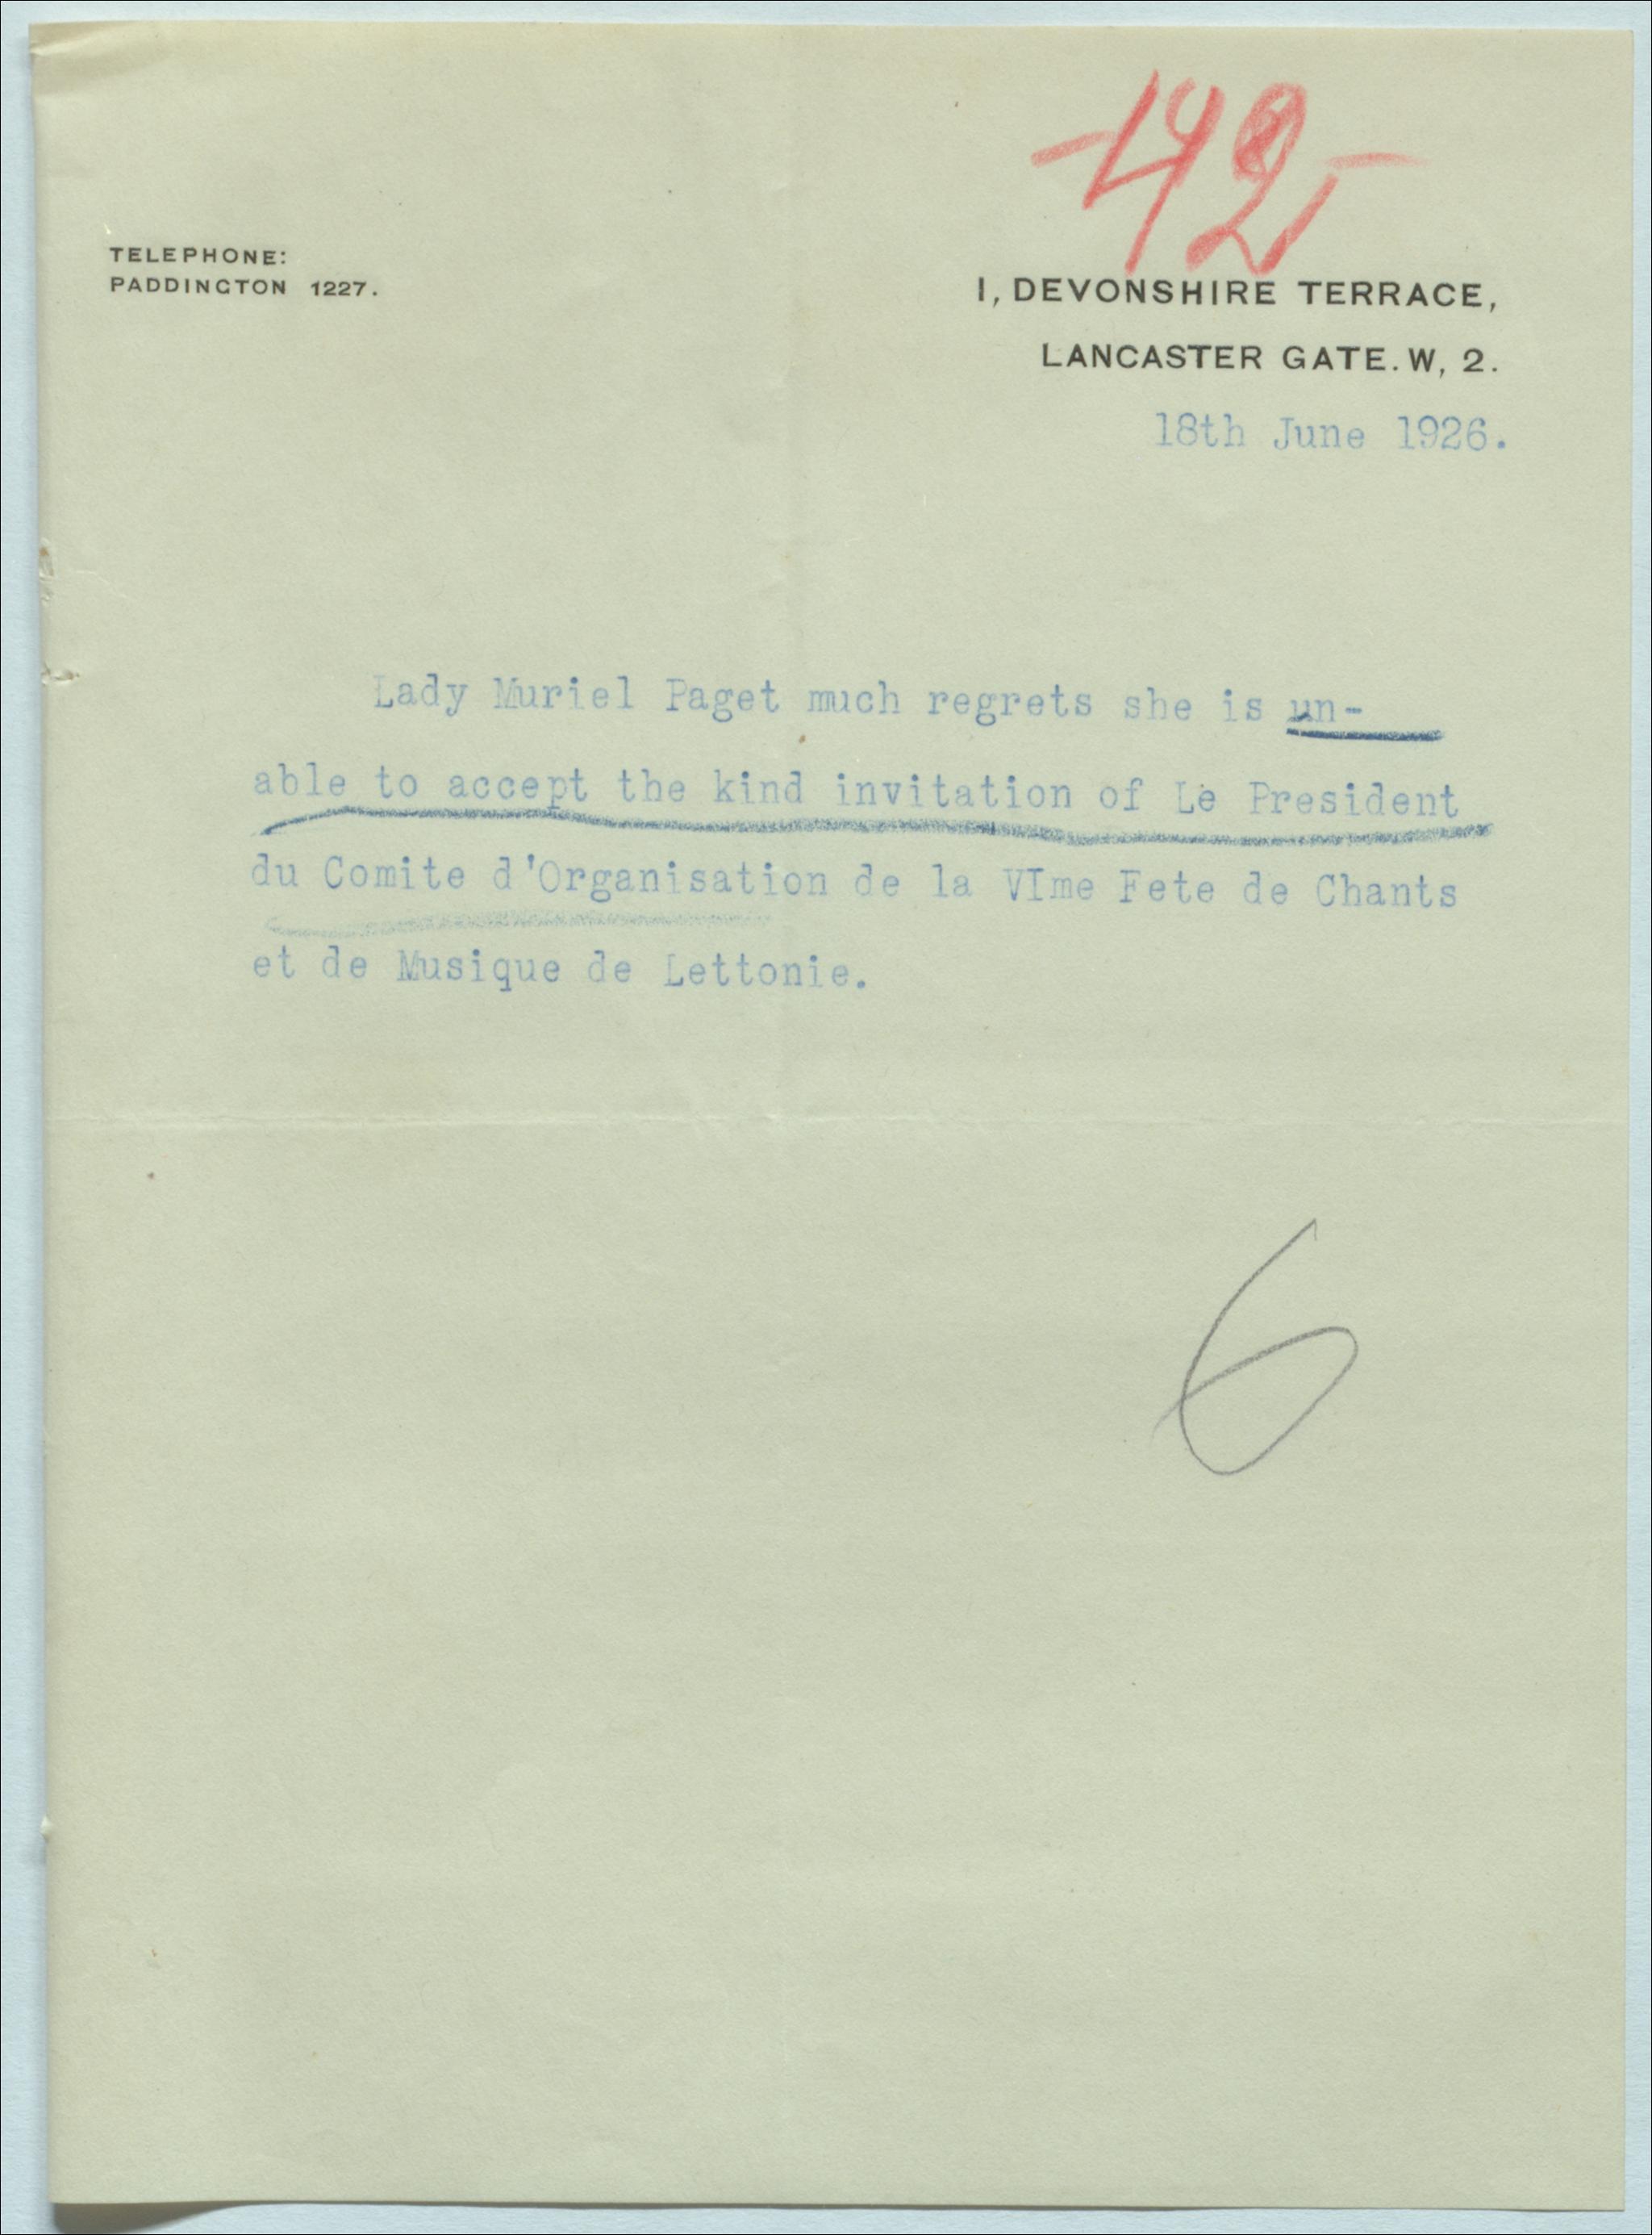 -42-
TELEPHONE:
PADDINGTON 1227.
1, DEVONSHIRE TERRACE,
LANCASTER GATE. W, 2.
18th June 1926.
Lady Muriel Paget much regrets she is un-
able to accept the kind invitation of Le President
du Comite d'Organisation de la VIme Fete de Chants
et de Musique de Lettonie.
6